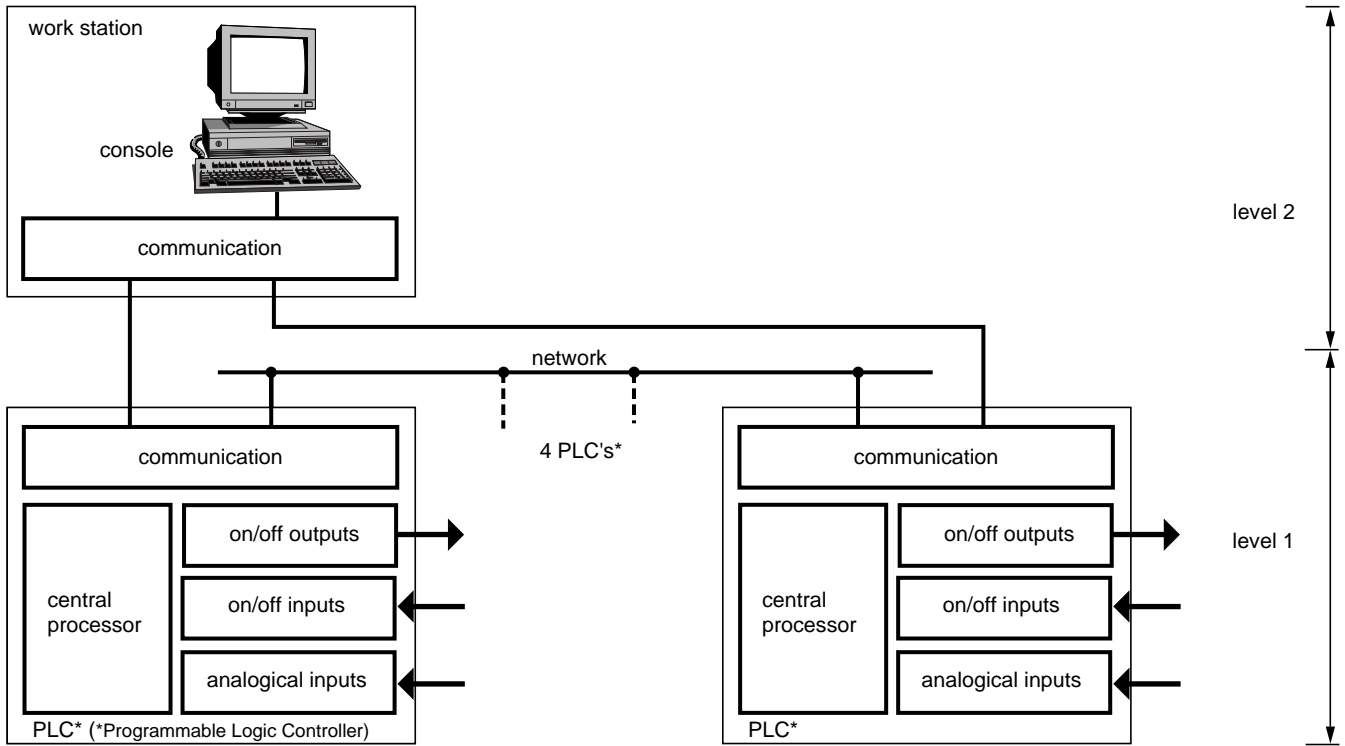 work station
console
communication
level 2
network
4 PLC's*
communication
central
processor
on/off outputs
on/off inputs
analogical inputs
PLC* (*Programmable Logic Controller)
communication
central
processor
on/off outputs
on/off inputs
analogical inputs
PLC*
level 1